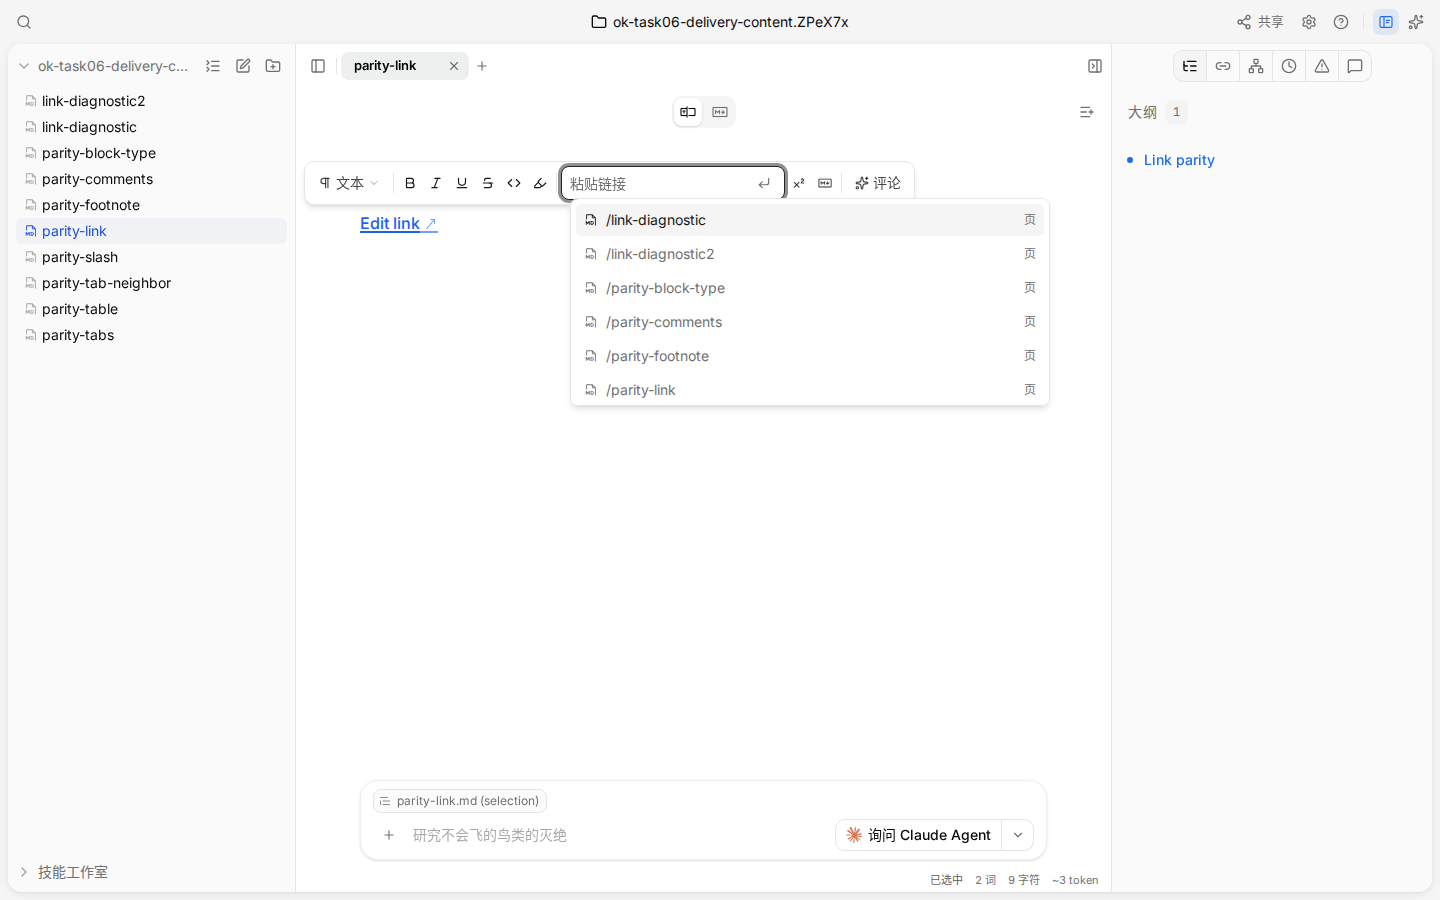 ok-task06-delivery-content.ZPeX7x
共享
ok-task06-delivery-c...
link-diagnostic2
link-diagnostic
parity-block-type
parity-comments
parity-footnote
parity-link
parity-slash
parity-tab-neighbor
parity-table
parity-tabs
技能工作室
parity-link
文本
粘贴链接
x²
评论
Edit link
/link-diagnostic 页
/link-diagnostic2 页
/parity-block-type 页
/parity-comments 页
/parity-footnote 页
/parity-link 页
parity-link.md (selection)
研究不会飞的鸟类的灭绝
询问 Claude Agent
已选中 2 词 9 字符 ~3 token
大纲 1
Link parity